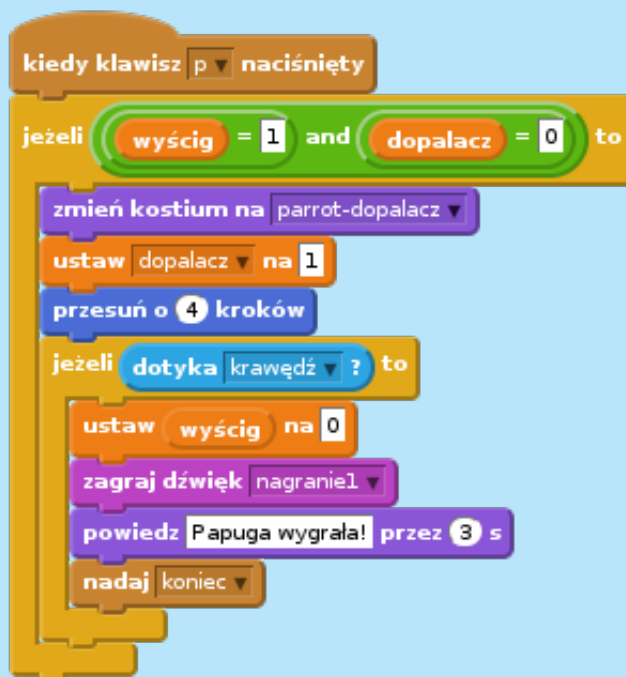 kiedy klawisz p naciśnięty
jeżeli wyścig = 1 and dopalacz = 0 to
zmień kostium na parrot-dopalacz
ustaw dopalacz na 1
przesuń o 4 kroków
jeżeli dotyka krawędź ? to
ustaw wyścig na 0
zagraj dźwięk nagranie1
powiedz Papuga wygrała! przez 3 s
nadaj koniec